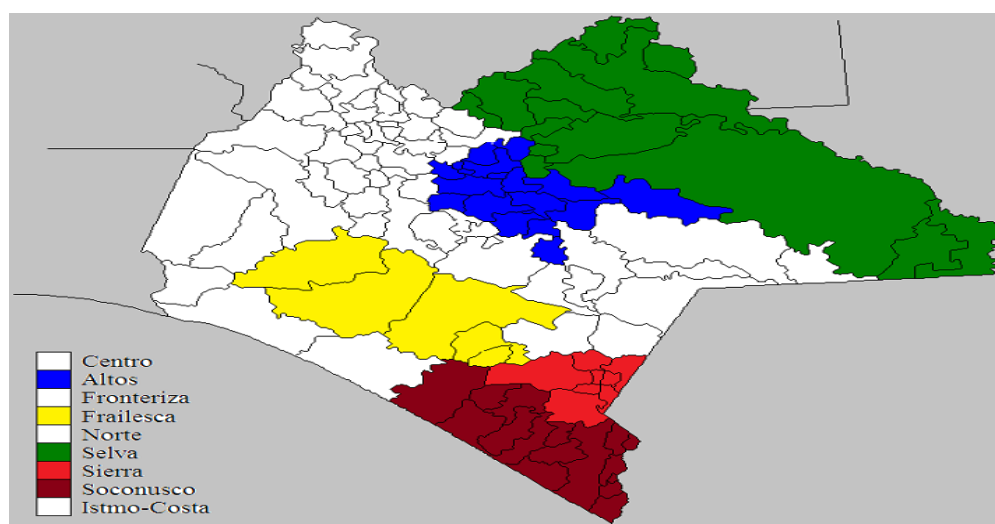 Centro
Altos
Fronteriza
Frailesca
Norte
Selva
Sierra
Soconusco
Istmo-Costa